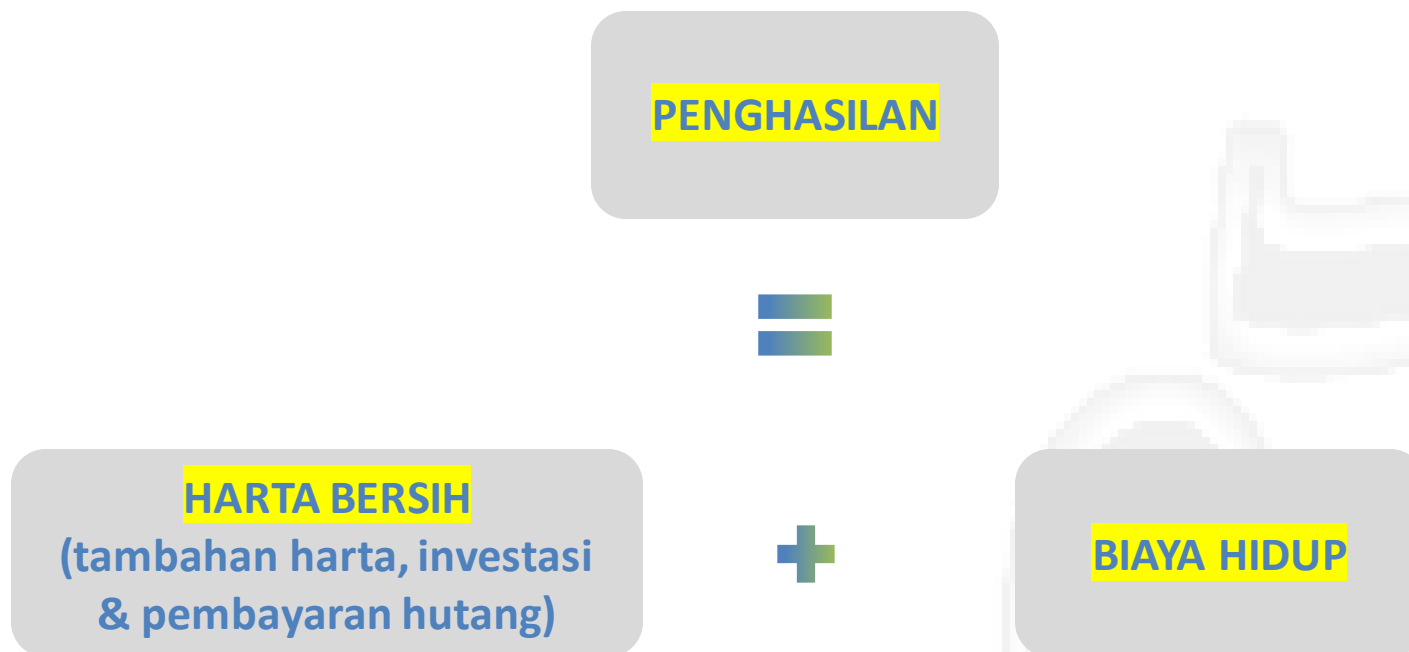 PENGHASILAN
=
HARTA BERSIH
(tambahan harta, investasi
& pembayaran hutang)
+
BIAYA HIDUP